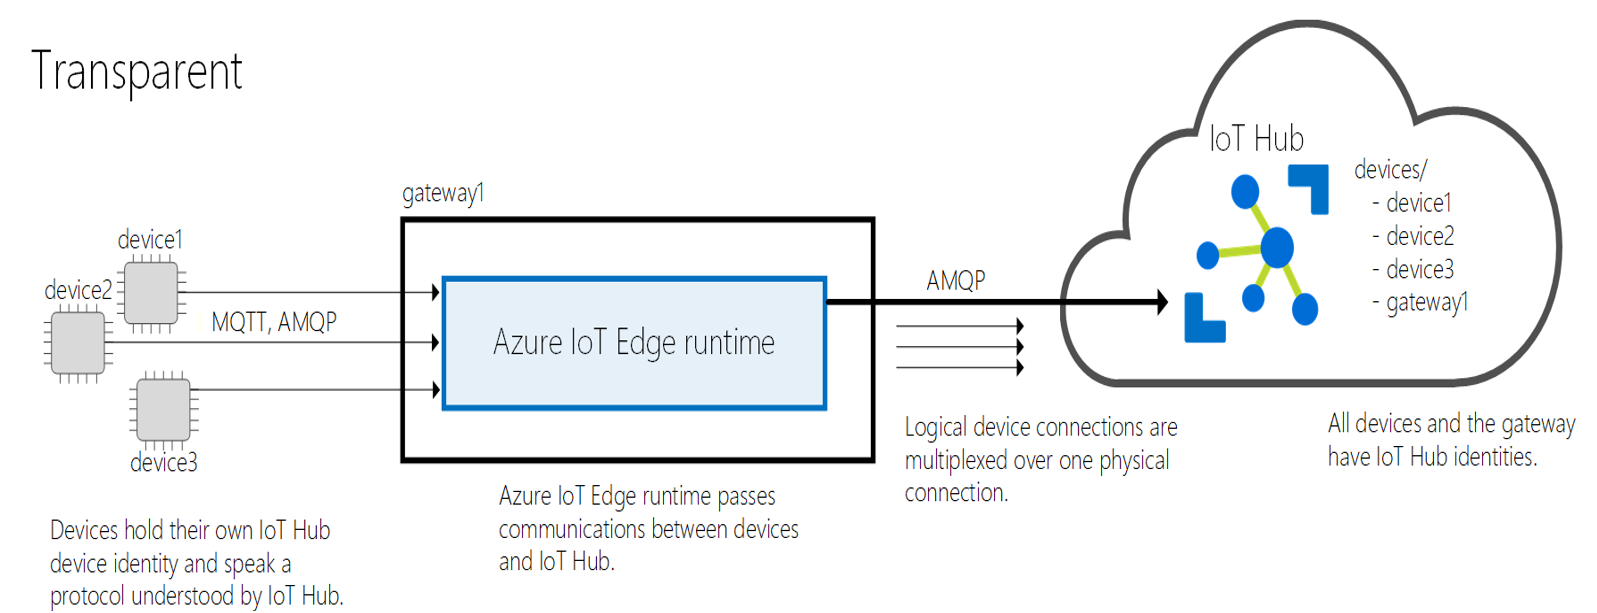 Transparent
gateway1
device1
device2
MQTT, AMQP
device3
Devices hold their own IoT Hub
device identity and speak a
protocol understood by IoT Hub.
Azure IoT Edge runtime
Azure IoT Edge runtime passes
communications between devices
and IoT Hub.
AMQP
Logical device connections are
multiplexed over one physical
connection.
IoT Hub
devices/
- device1
- device2
- device3
- gateway1
All devices and the gateway
have IoT Hub identities.